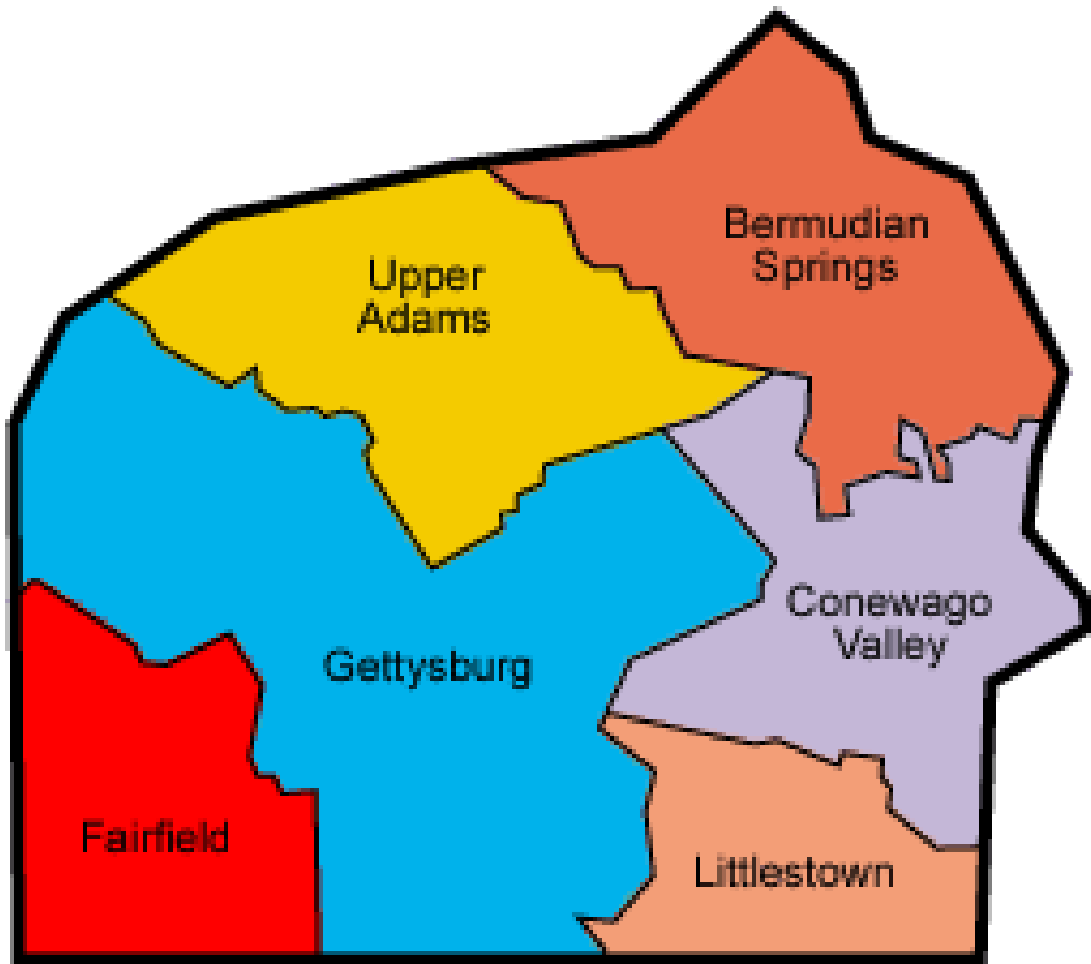 Bermudian
Springs
Upper
Adams
Conewago
Valley
Gettysburg
Fairfield
Littlestown